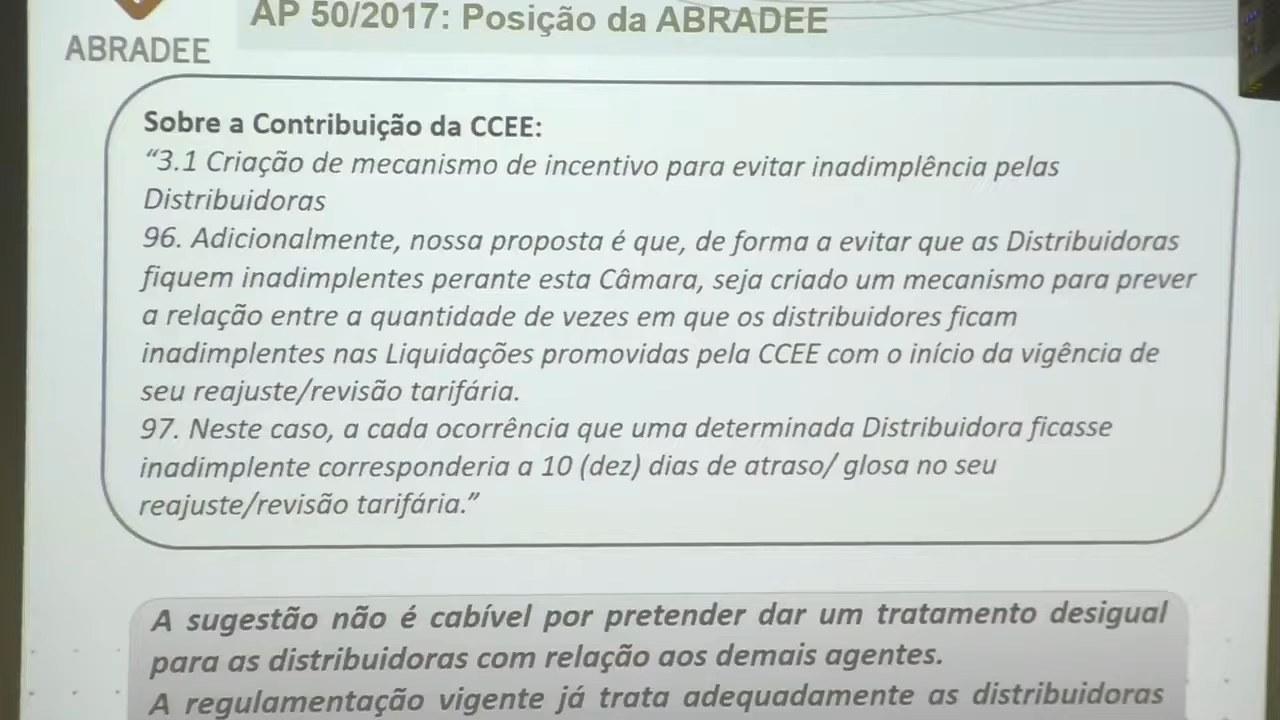 AP 50/2017: Posição da ABRADEE
ABRADEE
Sobre a Contribuição da CCEE:
“3.1 Criação de mecanismo de incentivo para evitar inadimplência pelas
Distribuidoras
96. Adicionalmente, nossa proposta é que, de forma a evitar que as Distribuidoras
fiquem inadimplentes perante esta Câmara, seja criado um mecanismo para prever
a relação entre a quantidade de vezes em que os distribuidores ficam
inadimplentes nas Liquidações promovidas pela CCEE com o início da vigência de
seu reajuste/revisão tarifária.
97. Neste caso, a cada ocorrência que uma determinada Distribuidora ficasse
inadimplente corresponderia a 10 (dez) dias de atraso/ glosa no seu
reajuste/revisão tarifária.”
A sugestão não é cabível por pretender dar um tratamento desigual
para as distribuidoras com relação aos demais agentes.
A regulamentação vigente já trata adequadamente as distribuidoras